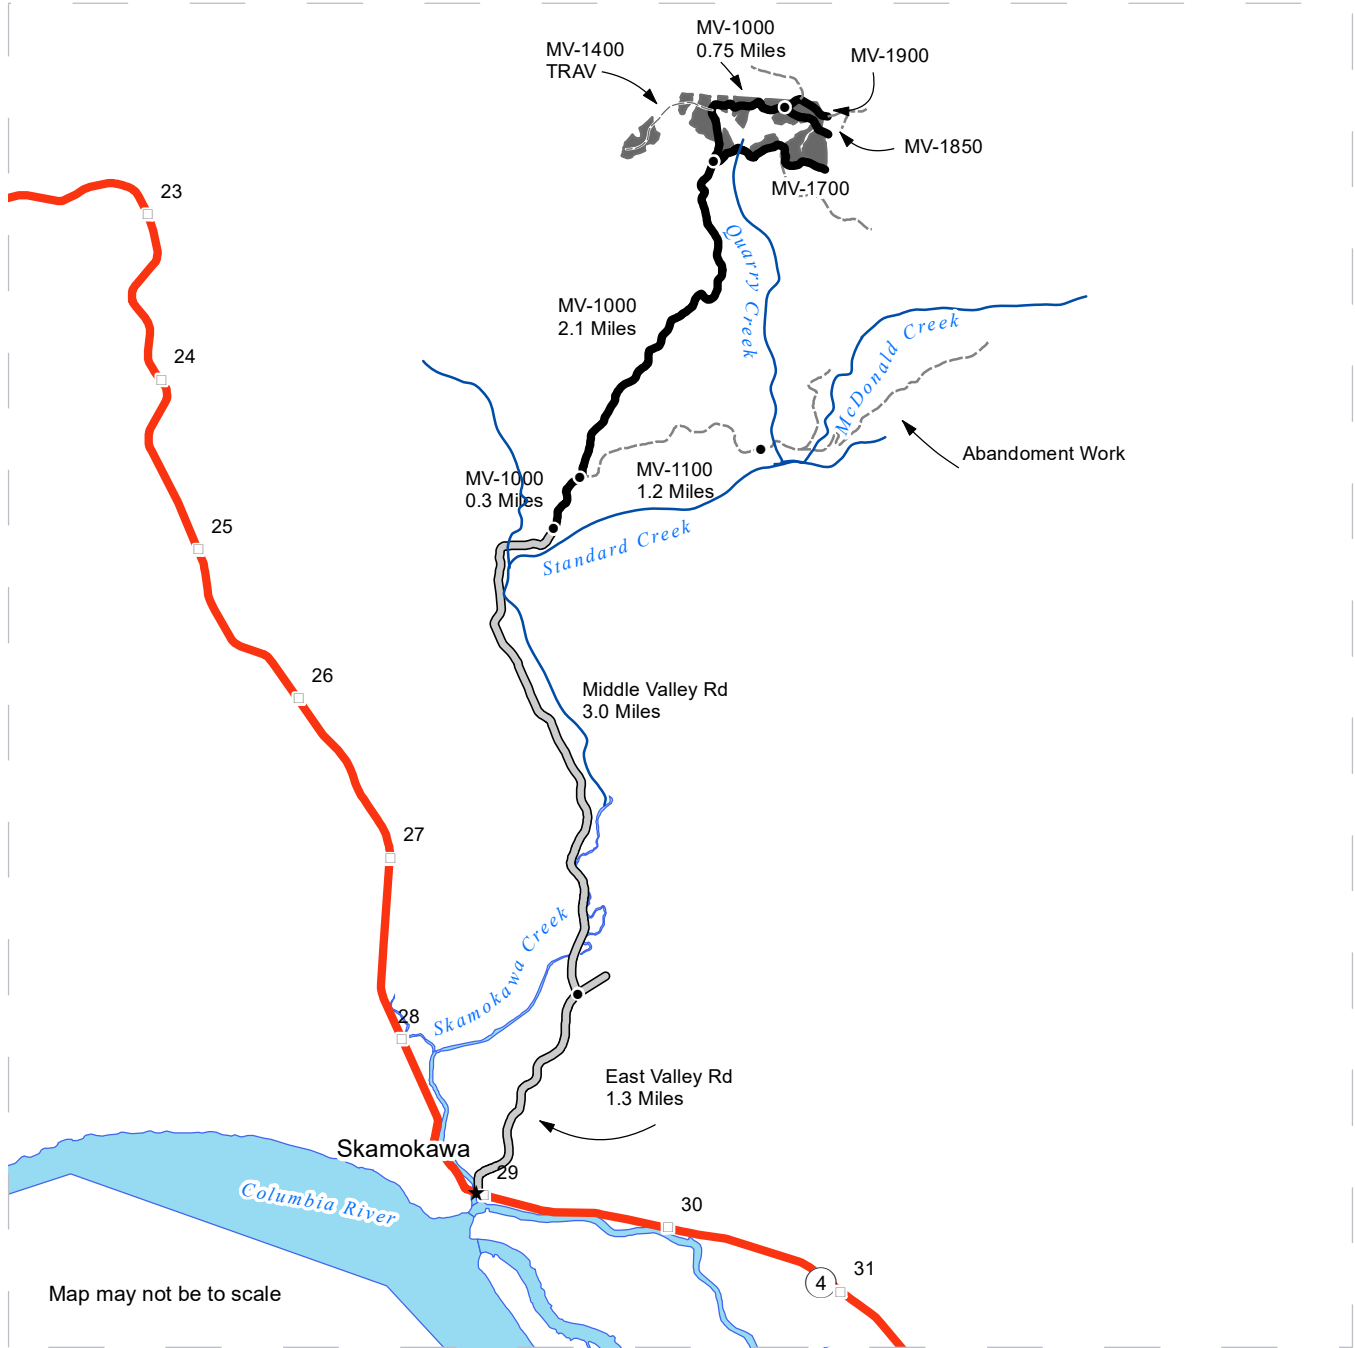 MV-1000
0.75 Miles
MV-1400
TRAV
MV-1900
MV-1850
MV-1700
23
Quarry Creek
MV-1000
2.1 Miles
McDonald Creek
24
Abandoment Work
MV-1100
1.2 Miles
MV-1000
0.3 Miles
25
Standard Creek
26
Middle Valley Rd
3.0 Miles
27
Skamokawa Creek
28
East Valley Rd
1.3 Miles
Skamokawa
29
Columbia River
30
31
4
Map may not be to scale